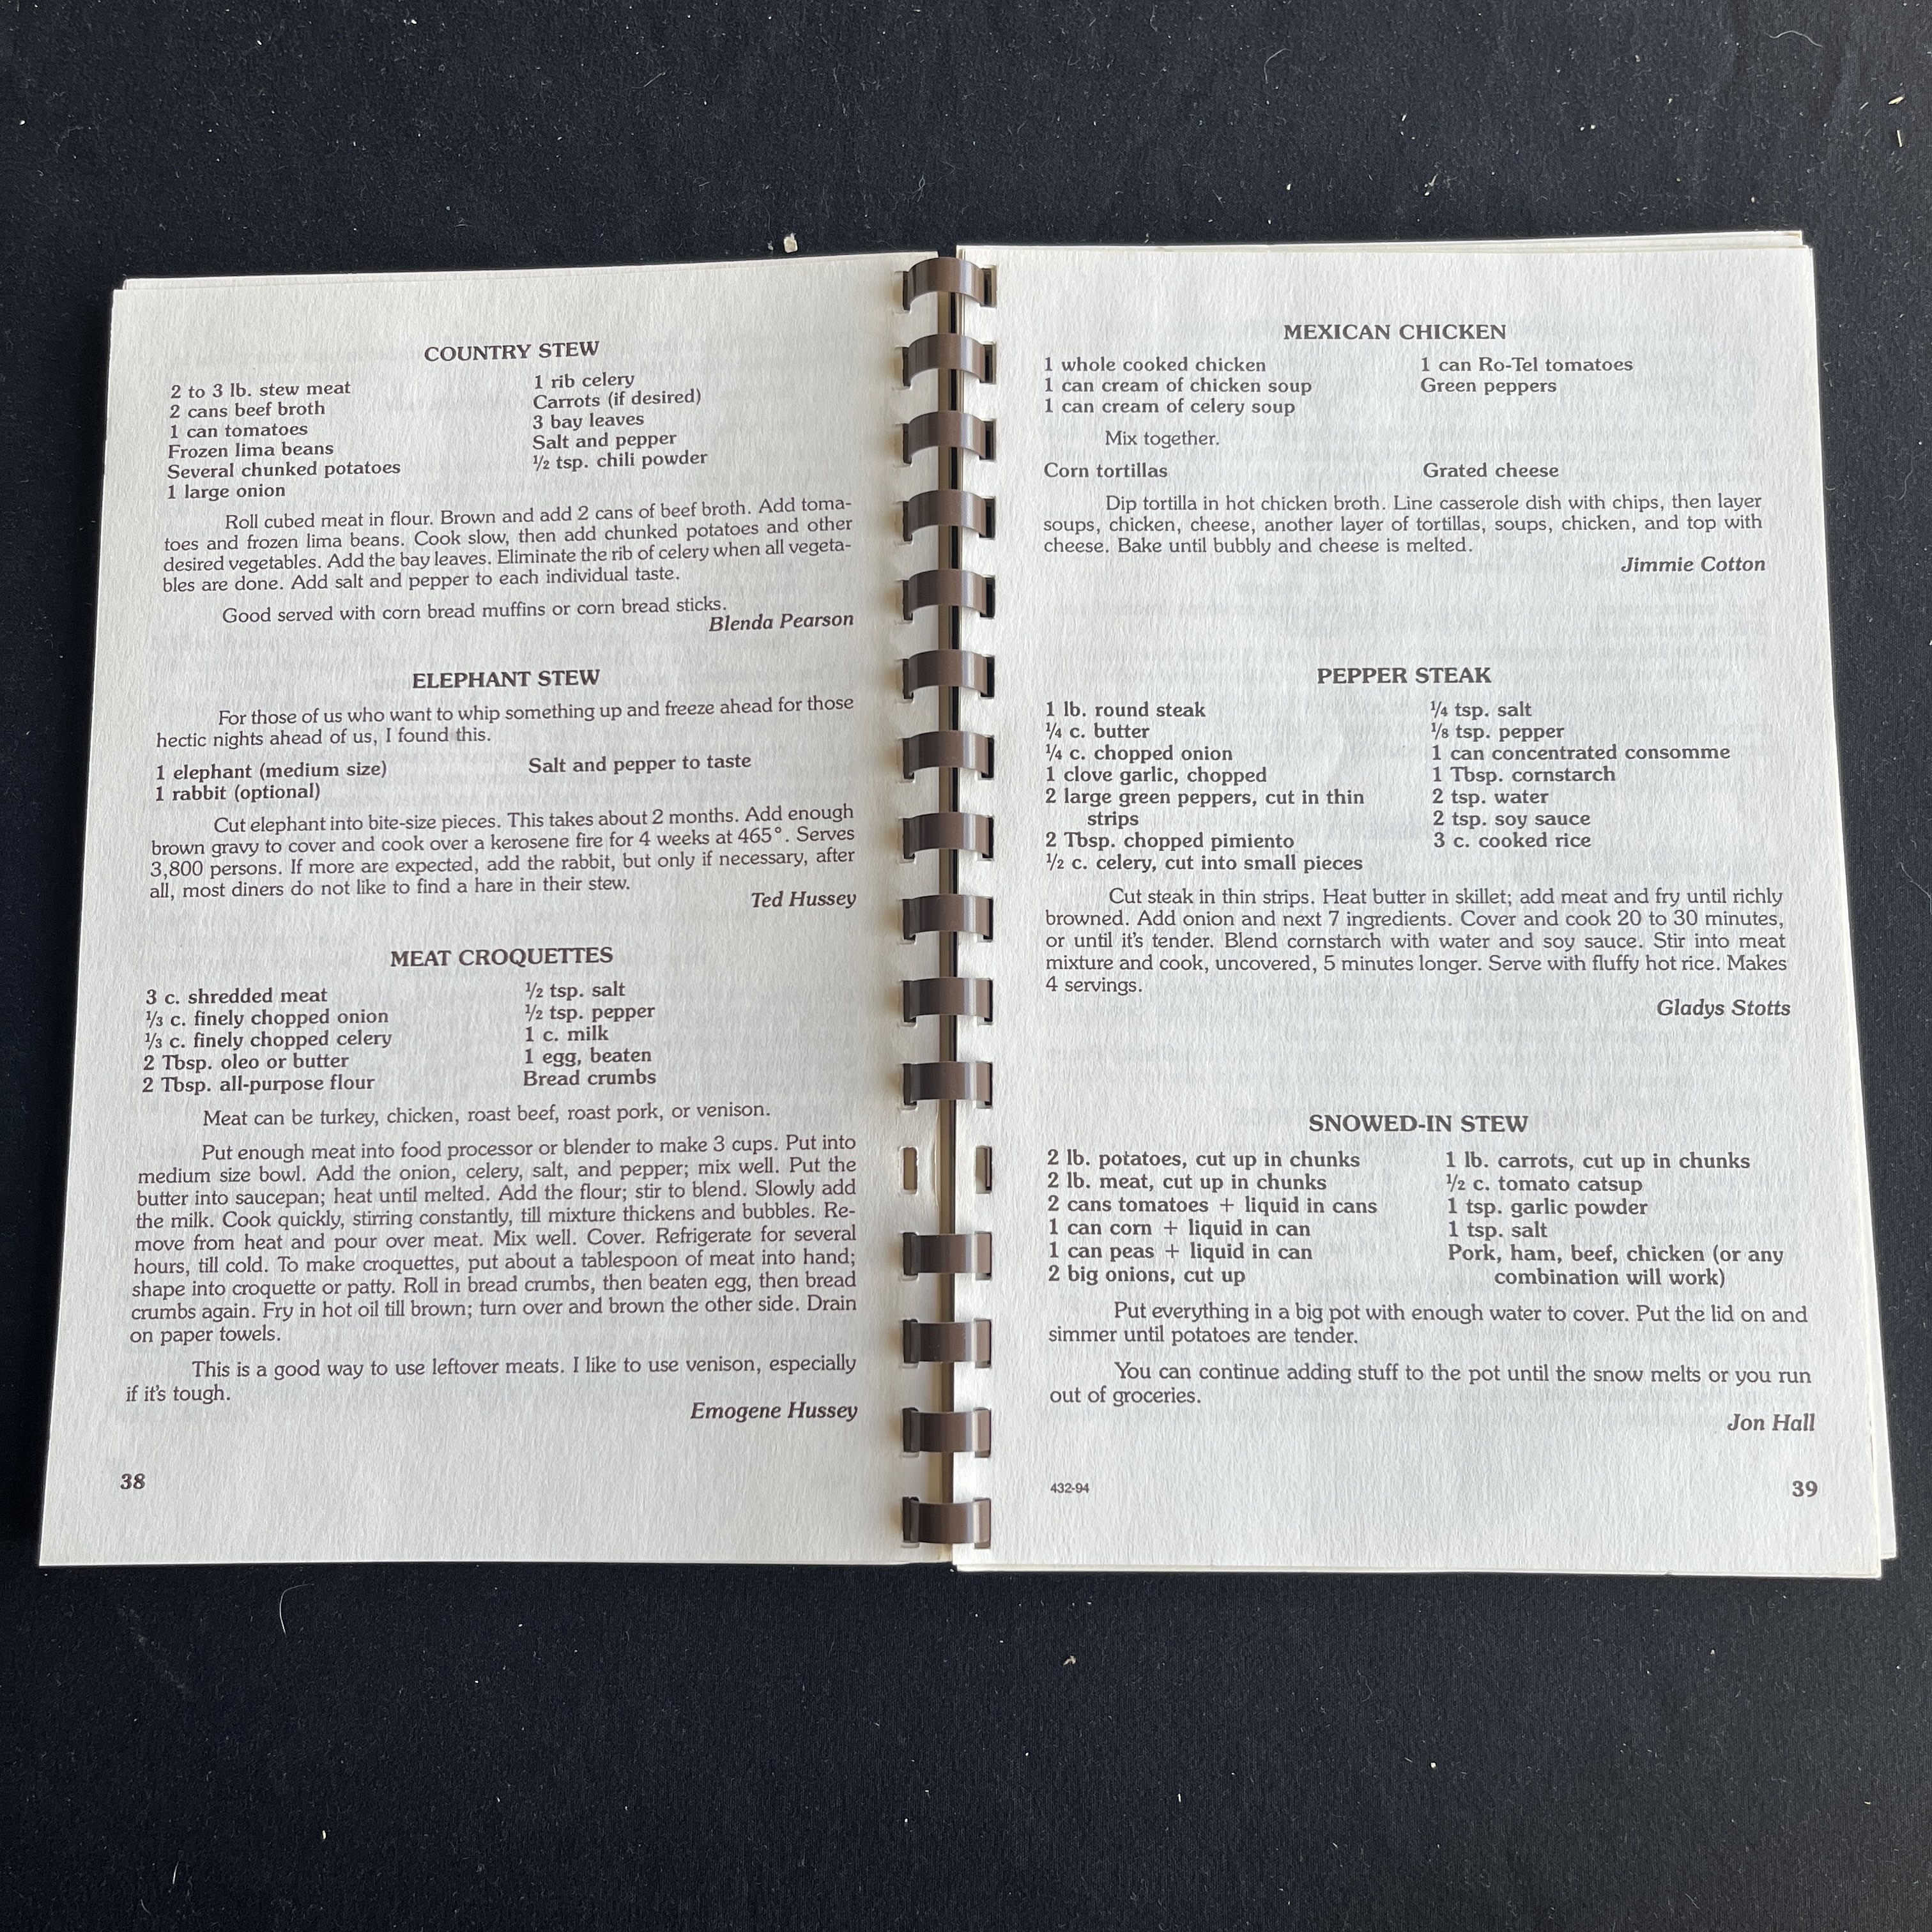 COUNTRY STEW
2 to 3 lb. stew meat
2 cans beef broth
1 can tomatoes
Frozen lima beans
Several chunked potatoes
1 large onion
1 rib celery
Carrots (if desired)
3 bay leaves
Salt and pepper
½ tsp. chili powder
Roll cubed meat in flour. Brown and add 2 cans of beef broth. Add toma-
toes and frozen lima beans. Cook slow, then add chunked potatoes and other
desired vegetables. Add the bay leaves. Eliminate the rib of celery when all vegeta-
bles are done. Add salt and pepper to each individual taste.
Good served with corn bread muffins or corn bread sticks.
Blenda Pearson
ELEPHANT STEW
For those of us who want to whip something up and freeze ahead for those
hectic nights ahead of us, I found this.
1 elephant (medium size)
1 rabbit (optional)
Salt and pepper to taste
Cut elephant into bite-size pieces. This takes about 2 months. Add enough
brown gravy to cover and cook over a kerosene fire for 4 weeks at 465°. Serves
3,800 persons. If more are expected, add the rabbit, but only if necessary, after
all, most diners do not like to find a hare in their stew.
Ted Hussey
MEAT CROQUETTES
3 c. shredded meat
⅓ c. finely chopped onion
⅓ c. finely chopped celery
2 Tbsp. oleo or butter
2 Tbsp. all-purpose flour
½ tsp. salt
½ tsp. pepper
1 c. milk
1 egg, beaten
Bread crumbs
Meat can be turkey, chicken, roast beef, roast pork, or venison.
Put enough meat into food processor or blender to make 3 cups. Put into
medium size bowl. Add the onion, celery, salt, and pepper; mix well. Put the
butter into saucepan; heat until melted. Add the flour; stir to blend. Slowly add
the milk. Cook quickly, stirring constantly, till mixture thickens and bubbles. Re-
move from heat and pour over meat. Mix well. Cover. Refrigerate for several
hours, till cold. To make croquettes, put about a tablespoon of meat into hand;
shape into croquette or patty. Roll in bread crumbs, then beaten egg, then bread
crumbs again. Fry in hot oil till brown; turn over and brown the other side. Drain
on paper towels.
This is a good way to use leftover meats. I like to use venison, especially
if it's tough.
Emogene Hussey
38
MEXICAN CHICKEN
1 whole cooked chicken
1 can cream of chicken soup
1 can cream of celery soup
1 can Ro-Tel tomatoes
Green peppers
Mix together.
Corn tortillas
Grated cheese
Dip tortilla in hot chicken broth. Line casserole dish with chips, then layer
soups, chicken, cheese, another layer of tortillas, soups, chicken, and top with
cheese. Bake until bubbly and cheese is melted.
Jimmie Cotton
PEPPER STEAK
1 lb. round steak
¼ c. butter
¼ c. chopped onion
1 clove garlic, chopped
2 large green peppers, cut in thin
strips
2 Tbsp. chopped pimiento
½ c. celery, cut into small pieces
¼ tsp. salt
⅛ tsp. pepper
1 can concentrated consomme
1 Tbsp. cornstarch
2 tsp. water
2 tsp. soy sauce
3 c. cooked rice
Cut steak in thin strips. Heat butter in skillet; add meat and fry until richly
browned. Add onion and next 7 ingredients. Cover and cook 20 to 30 minutes,
or until it's tender. Blend cornstarch with water and soy sauce. Stir into meat
mixture and cook, uncovered, 5 minutes longer. Serve with fluffy hot rice. Makes
4 servings.
Gladys Stotts
SNOWED-IN STEW
2 lb. potatoes, cut up in chunks
2 lb. meat, cut up in chunks
2 cans tomatoes + liquid in cans
1 can corn + liquid in can
1 can peas + liquid in can
2 big onions, cut up
1 lb. carrots, cut up in chunks
½ c. tomato catsup
1 tsp. garlic powder
1 tsp. salt
Pork, ham, beef, chicken (or any
combination will work)
Put everything in a big pot with enough water to cover. Put the lid on and
simmer until potatoes are tender.
You can continue adding stuff to the pot until the snow melts or you run
out of groceries.
Jon Hall
432-94
39